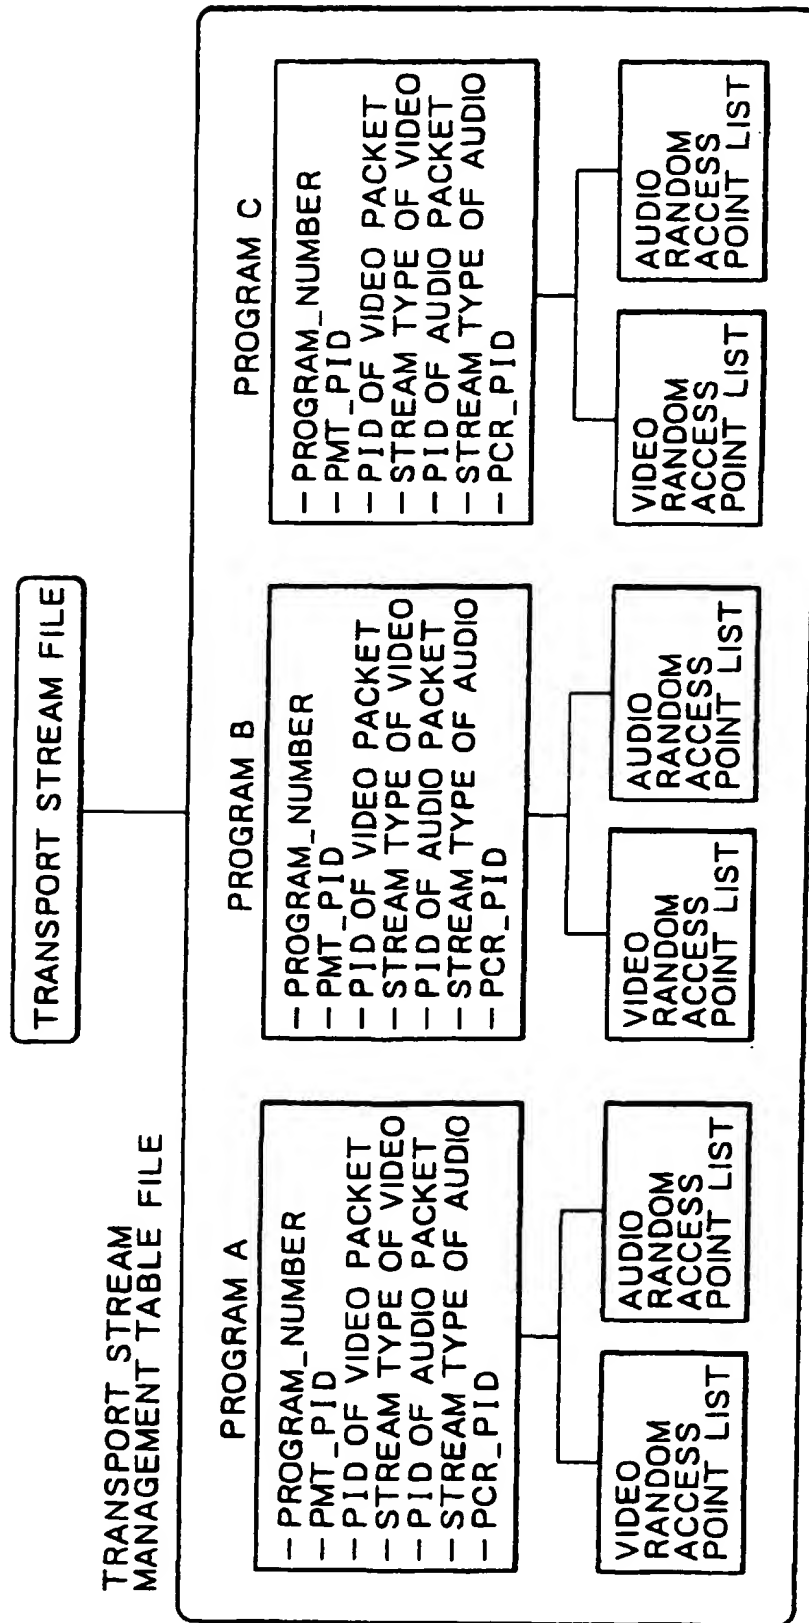 TRANSPORT STREAM FILE
TRANSPORT STREAM
MANAGEMENT TABLE FILE
PROGRAM A
— PROGRAM_NUMBER
— PMT_PID
— PID OF VIDEO PACKET
— STREAM TYPE OF VIDEO
— PID OF AUDIO PACKET
— STREAM TYPE OF AUDIO
— PCR_PID
VIDEO
RANDOM
ACCESS
POINT LIST
AUDIO
RANDOM
ACCESS
POINT LIST
PROGRAM B
— PROGRAM_NUMBER
— PMT_PID
— PID OF VIDEO PACKET
— STREAM TYPE OF VIDEO
— PID OF AUDIO PACKET
— STREAM TYPE OF AUDIO
— PCR_PID
VIDEO
RANDOM
ACCESS
POINT LIST
AUDIO
RANDOM
ACCESS
POINT LIST
PROGRAM C
— PROGRAM_NUMBER
— PMT_PID
— PID OF VIDEO PACKET
— STREAM TYPE OF VIDEO
— PID OF AUDIO PACKET
— STREAM TYPE OF AUDIO
— PCR_PID
VIDEO
RANDOM
ACCESS
POINT LIST
AUDIO
RANDOM
ACCESS
POINT LIST